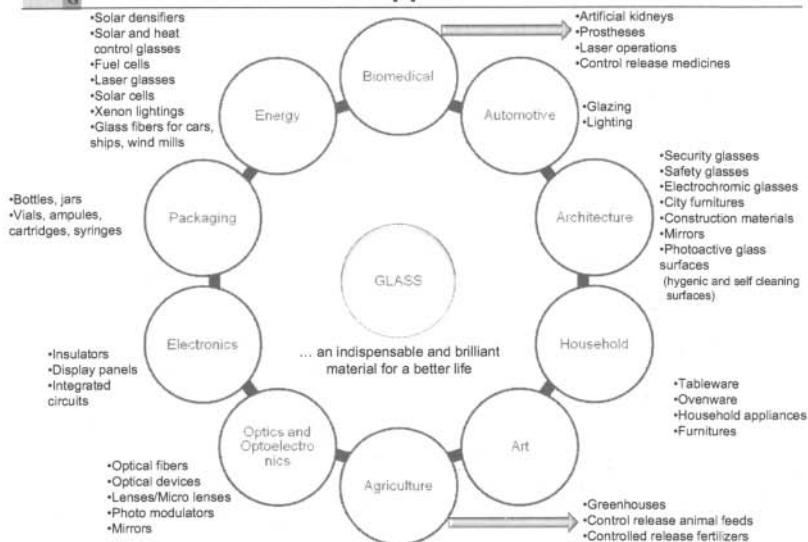 G
•Solar densifiers
•Solar and heat
control glasses
•Fuel cells
•Laser glasses
•Solar cells
•Xenon lightings
•Glass fibers for cars,
ships, wind mills
Energy
Biomedical
•Artificial kidneys
•Prostheses
•Laser operations
•Control release medicines
Automotive
•Glazing
•Lighting
•Bottles, jars
•Vials, ampules,
cartridges, syringes
Packaging
Architecture
•Security glasses
•Safety glasses
•Electrochromic glasses
•City furnitures
•Construction materials
•Mirrors
•Photoactive glass
surfaces
(hygenic and self cleaning
surfaces)
GLASS
... an indispensable and brilliant
material for a better life
•Insulators
•Display panels
•Integrated
circuits
Electronics
Household
•Tableware
•Ovenware
•Household appliances
•Furnitures
Optics and
Optoelectro
nics
•Optical fibers
•Optical devices
•Lenses/Micro lenses
•Photo modulators
•Mirrors
Agriculture
Art
•Greenhouses
•Control release animal feeds
•Controlled release fertilizers